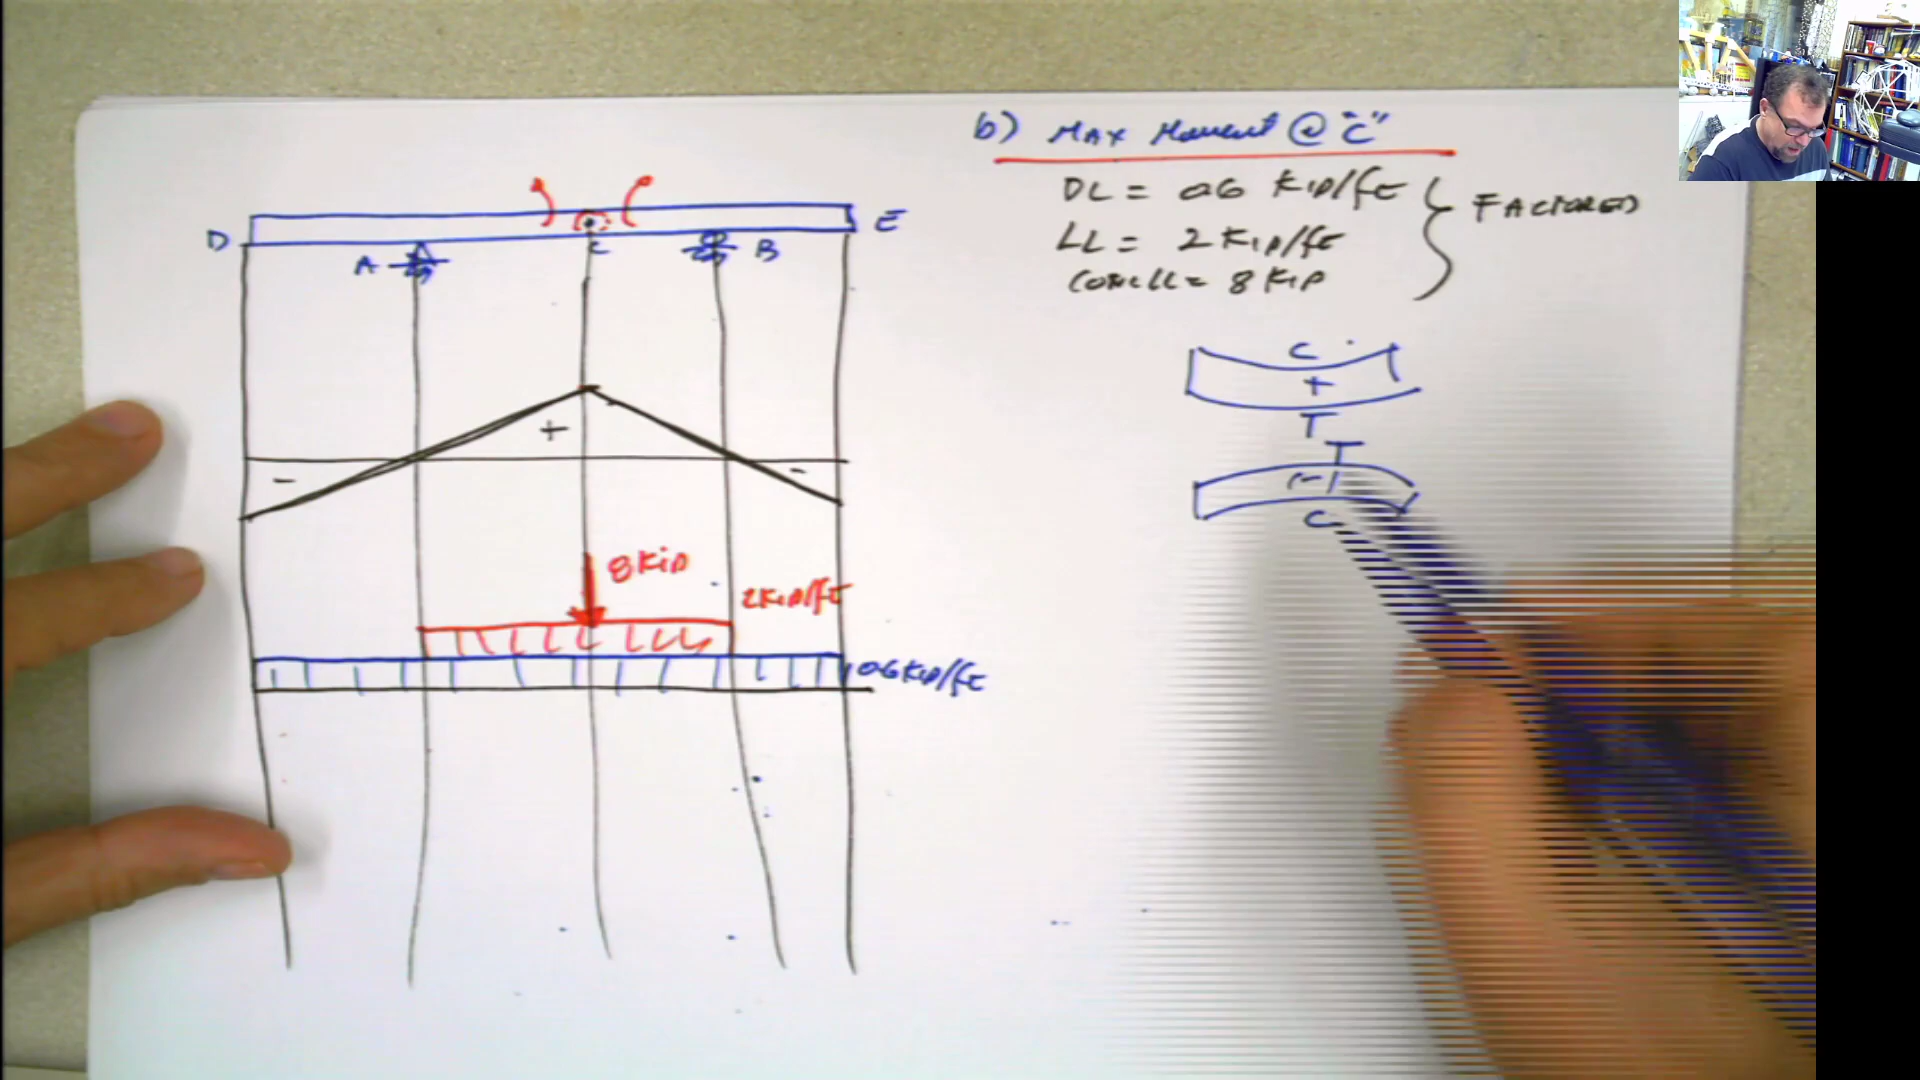 b) MAX Moment @ "C"
DL = 0.6 KIP/ft
LL = 2 KIP/ft
FACTORED
CONC LL = 8 KIP
D
E
A
C
B
C
+
T
T
(-)
C
+
-
-
8 KIP
2 KIP/ft
0.6 KIP/ft